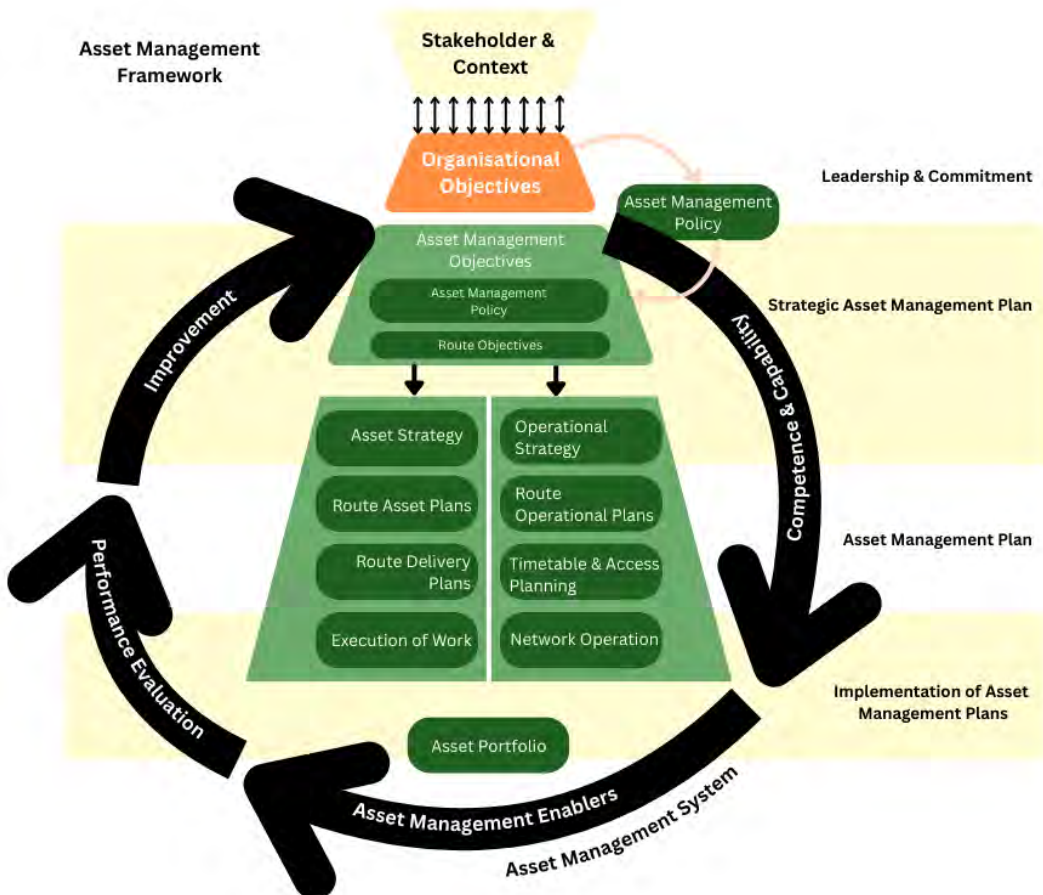 Asset Management
Framework
Stakeholder &
Context
Organisational
Objectives
Leadership & Commitment
Asset Management
Policy
Asset Management
Objectives
Asset Management
Policy
Route Objectives
Strategic Asset Management Plan
Improvement
Competence & Capability
Asset Strategy
Operational
Strategy
Route Asset Plans
Route
Operational Plans
Asset Management Plan
Route Delivery
Plans
Timetable & Access
Planning
Execution of Work
Network Operation
Performance Evaluation
Implementation of Asset
Management Plans
Asset Portfolio
Asset Management Enablers
Asset Management System